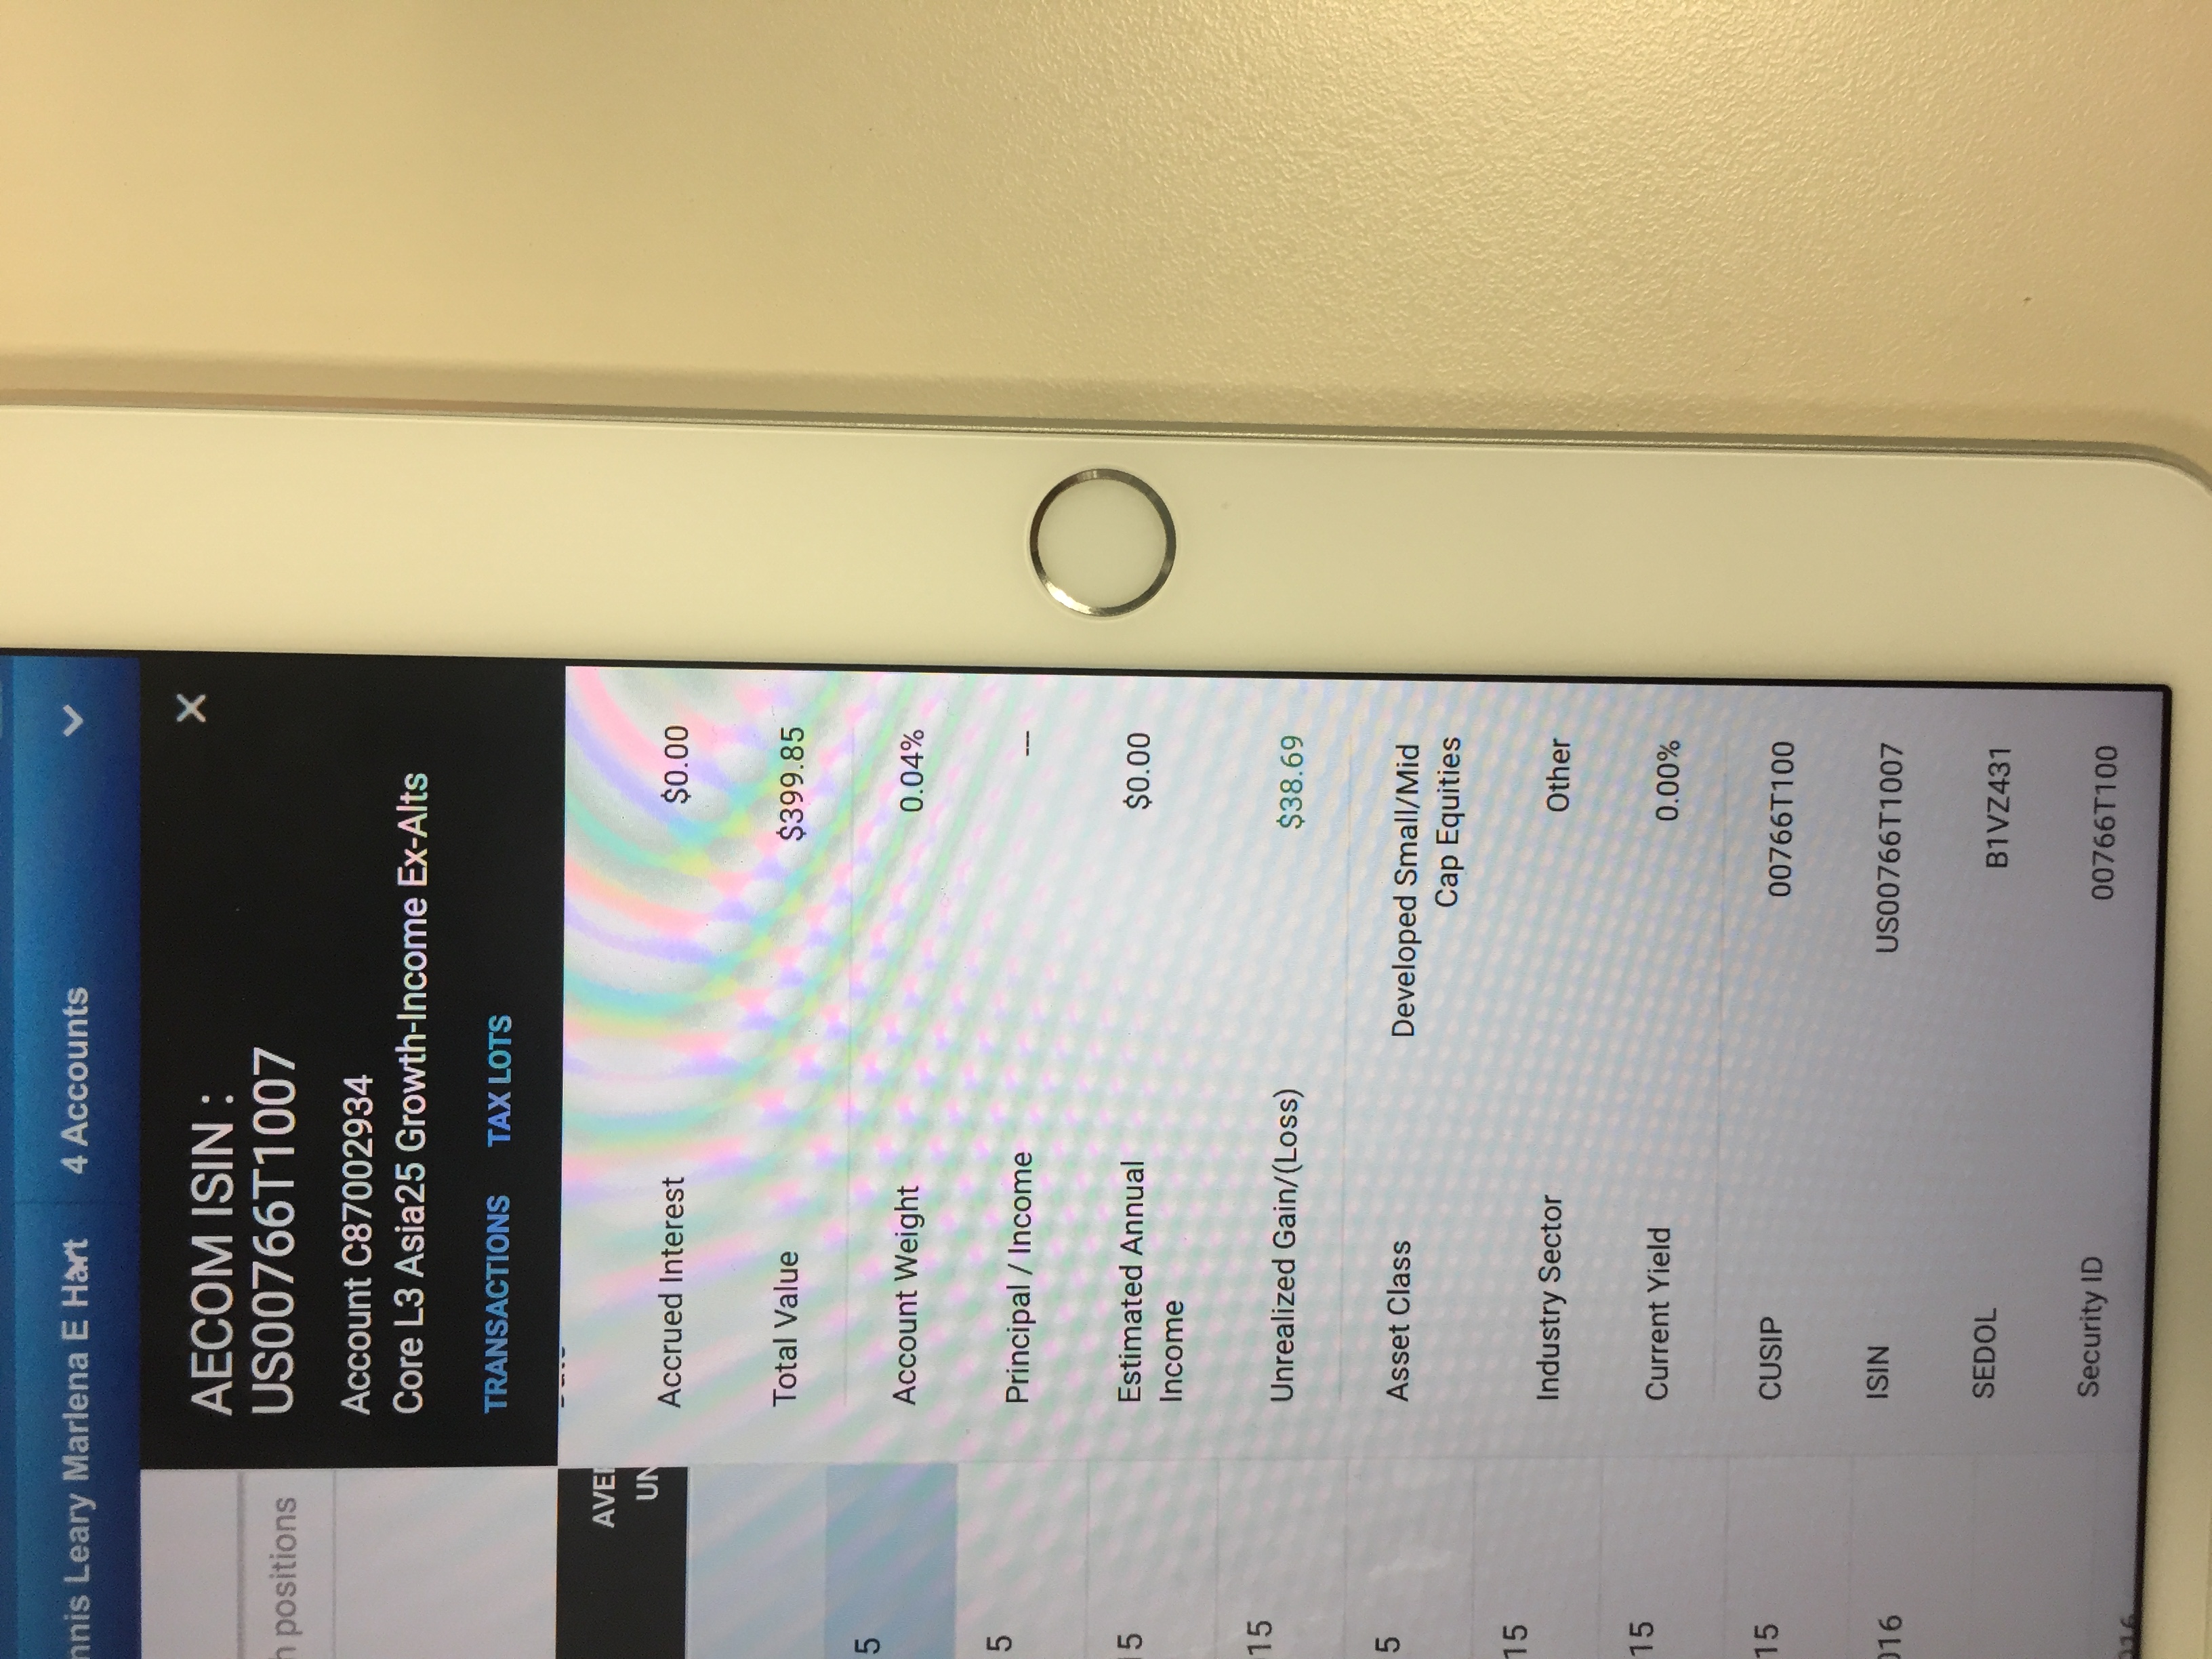 nnis Leary Marlena E Hart 4 Accounts
h positions
AVE
UN
5
5
15
15
5
15
15
15
016
016
AECOM ISIN :
US00766T1007
Account C87002934
Core L3 Asia25 Growth-Income Ex-Alts
TRANSACTIONS TAX LOTS
Accrued Interest $0.00
Total Value $399.85
Account Weight 0.04%
Principal / Income ---
Estimated Annual
Income $0.00
Unrealized Gain/(Loss) $38.69
Asset Class Developed Small/Mid
Cap Equities
Industry Sector Other
Current Yield 0.00%
CUSIP 00766T100
ISIN US00766T1007
SEDOL B1VZ431
Security ID 00766T100